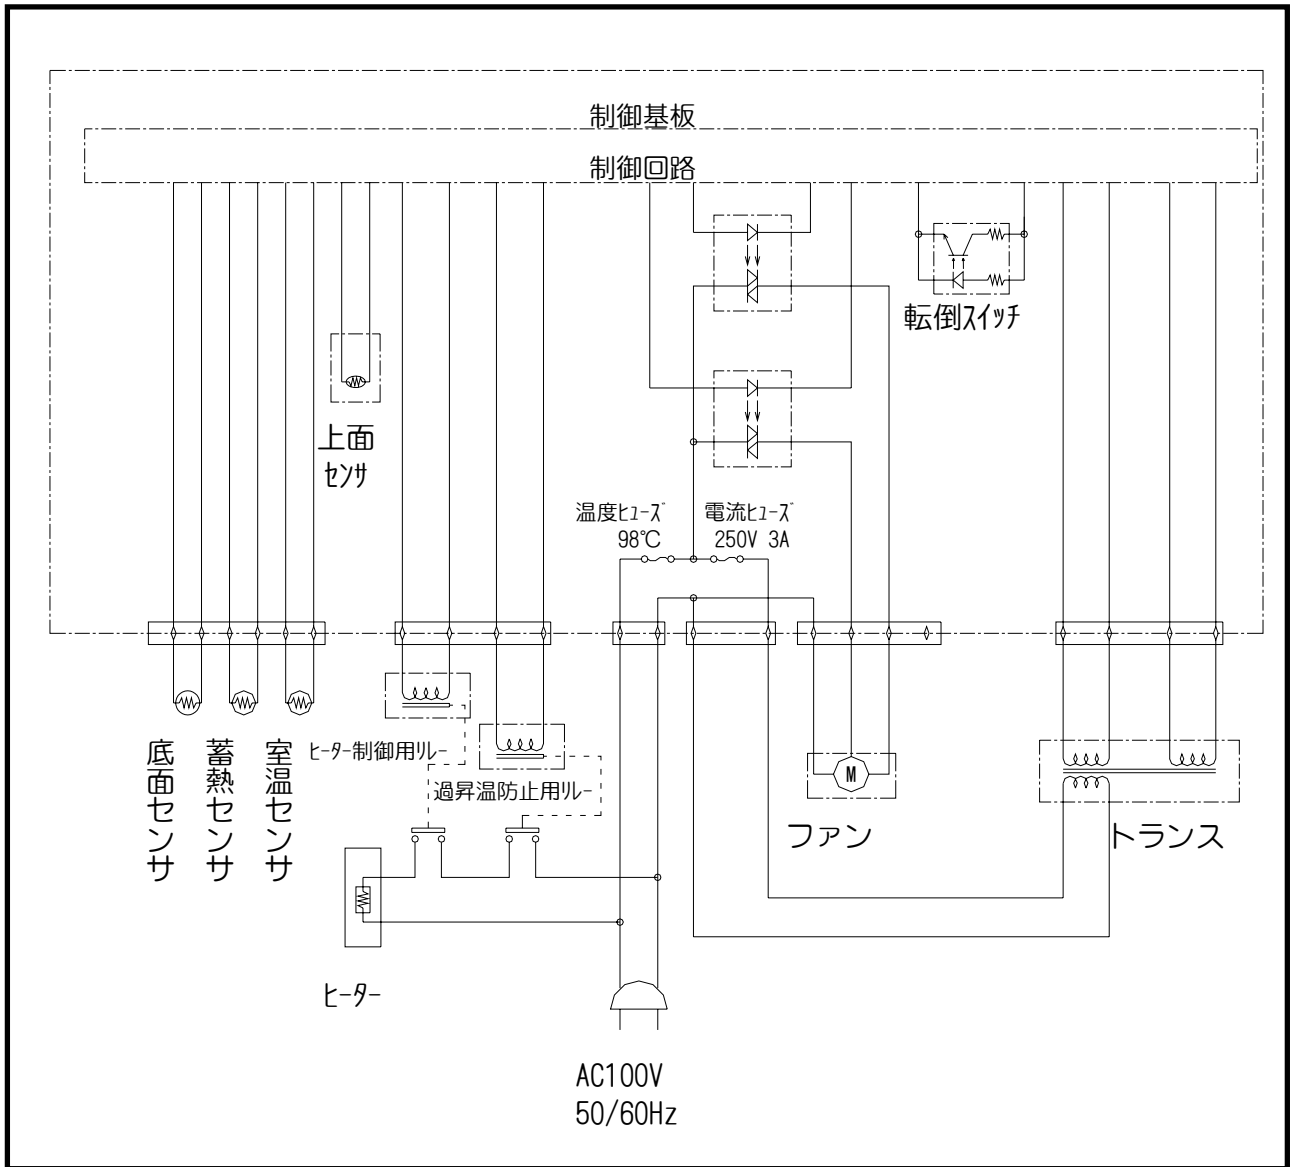 制御基板
制御回路
転倒ｽｲｯﾁ
上面
ｾﾝｻ
温度ﾋｭｰｽﾞ
98℃
電流ﾋｭｰｽﾞ
250V 3A
底面センサ
蓄熱センサ
室温センサ
ﾋｰﾀｰ制御用ﾘﾚｰ
過昇温防止用ﾘﾚｰ
M
ファン
トランス
ﾋｰﾀｰ
AC100V
50/60Hz